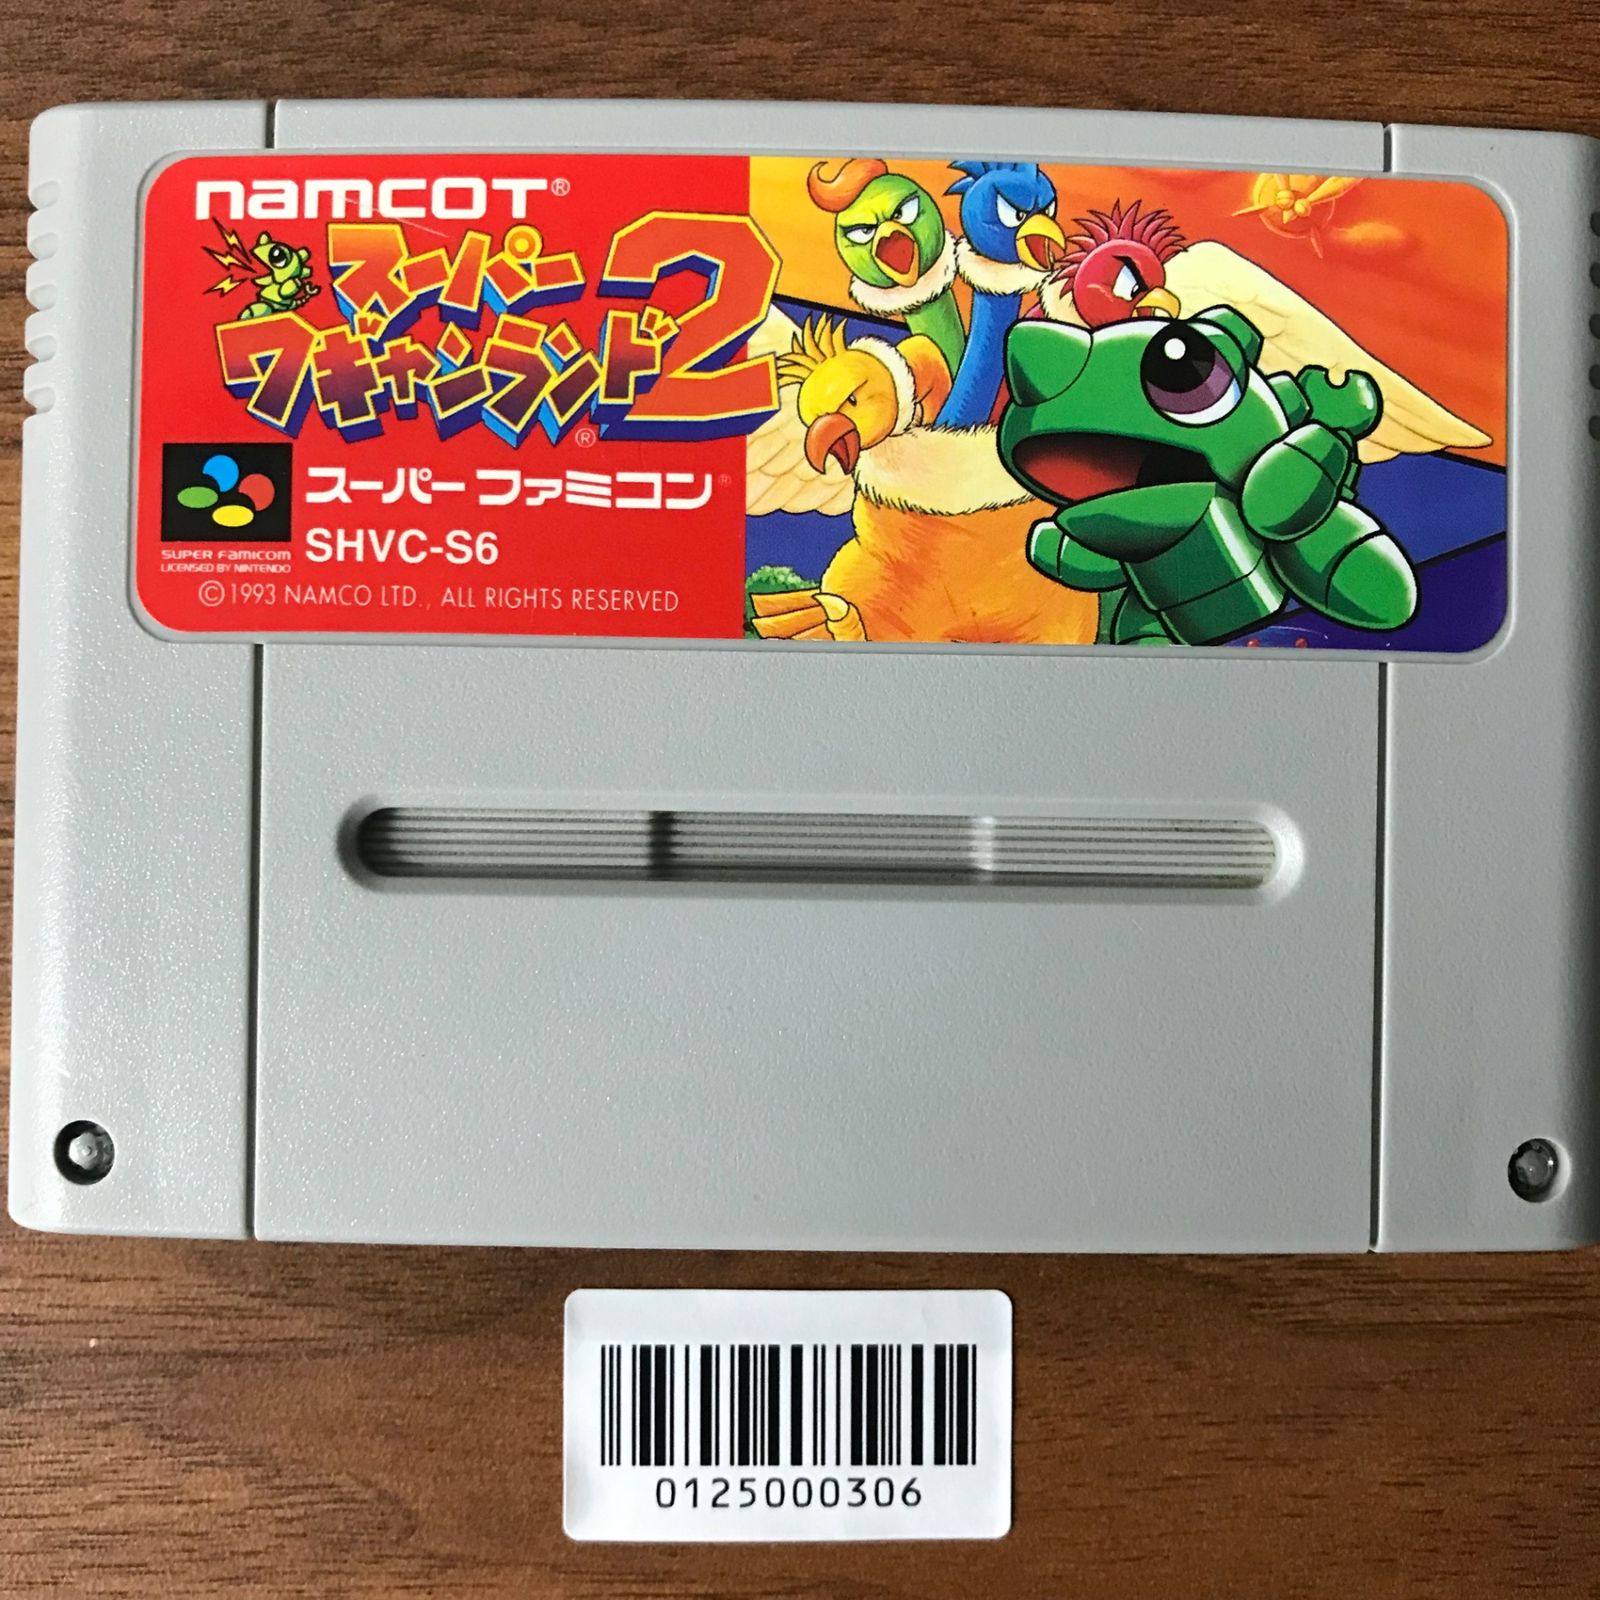 namcot®
スーパー
ワギャンランド2®
スーパーファミコン®
SHVC-S6
SUPER FAMICOM
LICENSED BY NINTENDO
©1993 NAMCO LTD., ALL RIGHTS RESERVED
0125000306